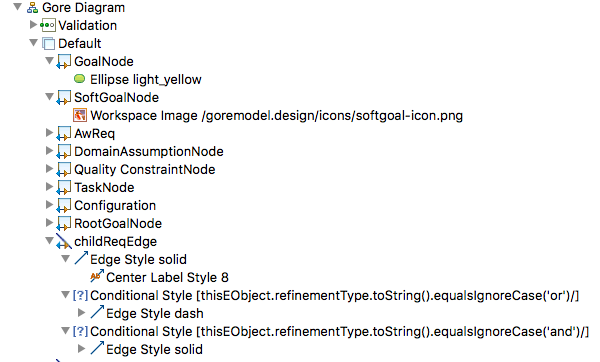 Gore Diagram
Validation
Default
GoalNode
Ellipse light_yellow
SoftGoalNode
Workspace Image /goremodel.design/icons/softgoal-icon.png
AwReq
DomainAssumptionNode
Quality ConstraintNode
TaskNode
Configuration
RootGoalNode
childReqEdge
Edge Style solid
Center Label Style 8
[?] Conditional Style [thisEObject.refinementType.toString().equalsIgnoreCase('or')/]
Edge Style dash
[?] Conditional Style [thisEObject.refinementType.toString().equalsIgnoreCase('and')/]
Edge Style solid